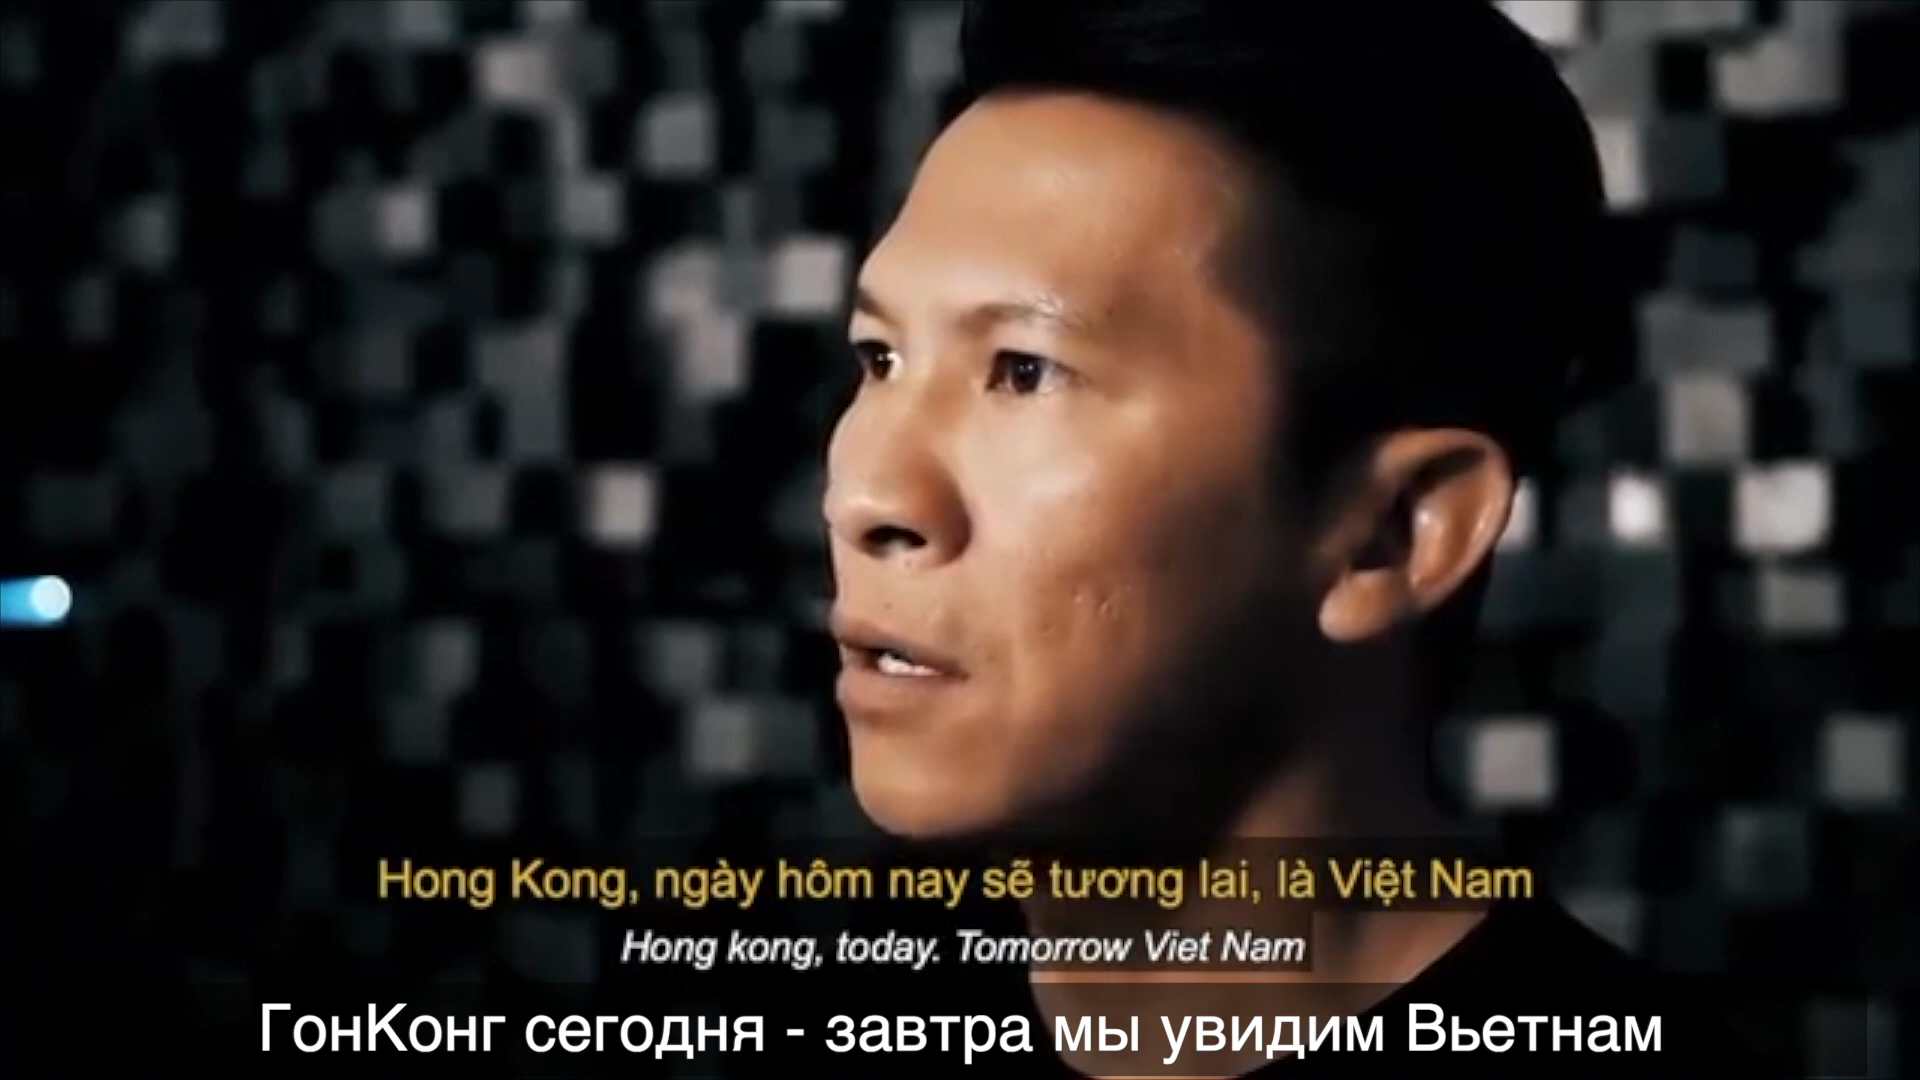 Hong Kong, ngày hôm nay sẽ tương lai, là Việt Nam
Hong kong, today. Tomorrow Viet Nam
ГонКонг сегодня - завтра мы увидим Вьетнам